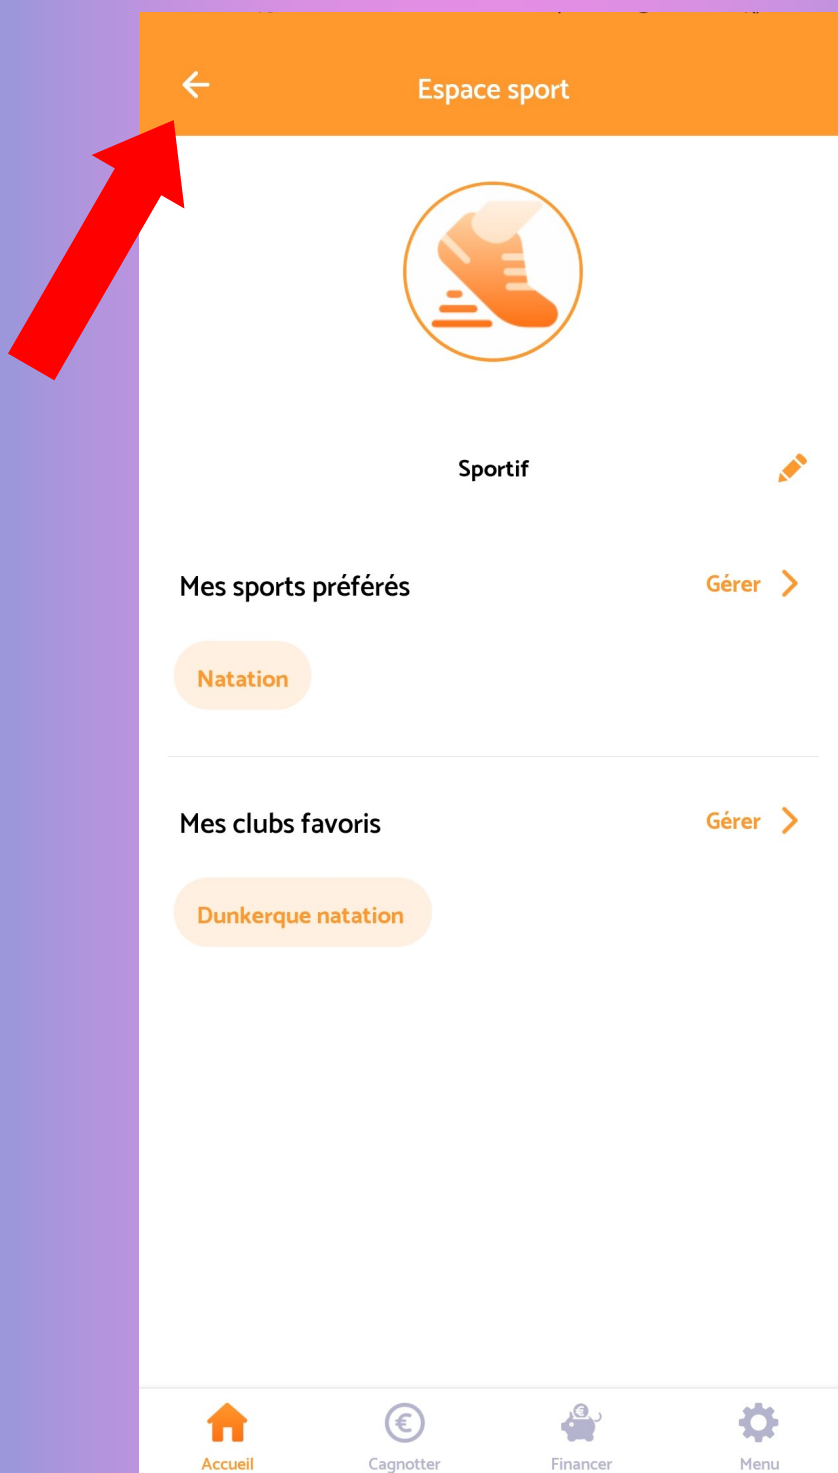 Espace sport
Sportif
Mes sports préférés
Gérer
Natation
Mes clubs favoris
Gérer
Dunkerque natation
Accueil
Cagnotter
Financer
Menu